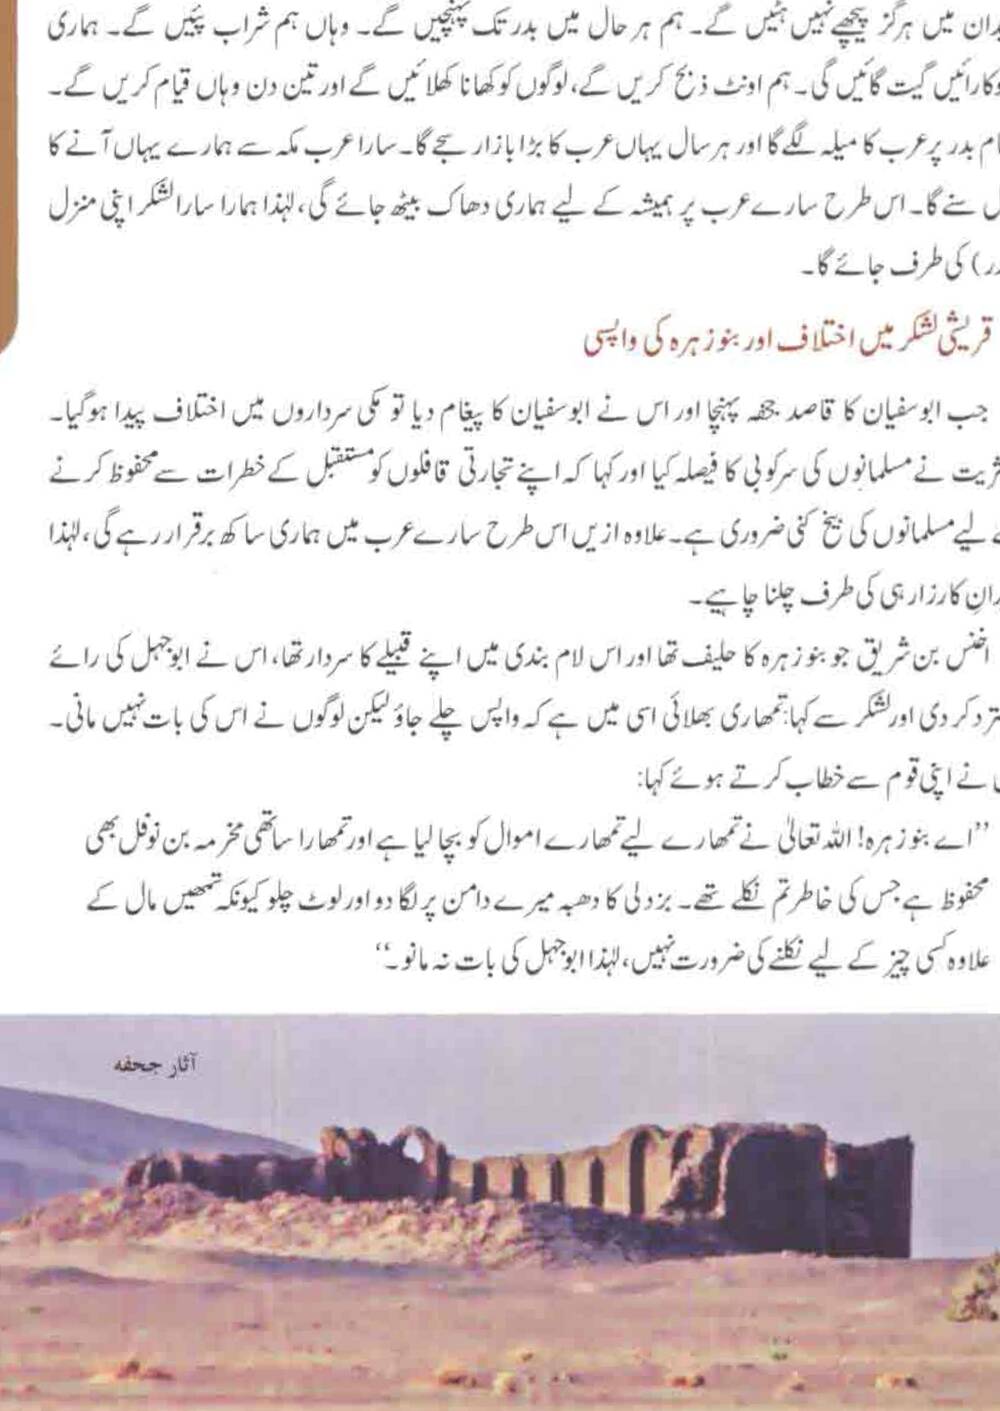 میں ہرگز پیچھے نہیں ہٹیں گے۔ ہم ہر حال میں بدر تک پہنچیں گے۔ وہاں ہم شراب پئیں گے۔ ہماری
گیت گائیں گی۔ ہم اونٹ ذبح کریں گے، لوگوں کو کھانا کھلائیں گے اور تین دن وہاں قیام کریں گے۔
بدر پر عرب کا میلہ لگے گا اور ہر سال یہاں عرب کا بڑا بازار سجے گا۔ سارا عرب مکہ سے ہمارے یہاں آنے کا
سنے گا۔ اس طرح سارے عرب پر ہمیشہ کے لیے ہماری دھاک بیٹھ جائے گی، لہٰذا ہمارا سارا لشکر اپنی منزل
کی طرف جائے گا۔
قریشی لشکر میں اختلاف اور بنو زہرہ کی واپسی
جب ابوسفیان کا قاصد جحفہ پہنچا اور اس نے ابوسفیان کا پیغام دیا تو مکی سرداروں میں اختلاف پیدا ہوگیا۔
نے مسلمانوں کی سرکوبی کا فیصلہ کیا اور کہا کہ اپنے تجارتی قافلوں کو مستقبل کے خطرات سے محفوظ کرنے
لیے مسلمانوں کی بیخ کنی ضروری ہے۔ علاوہ ازیں اس طرح سارے عرب میں ہماری ساکھ برقرار رہے گی، لہٰذا
کارزار ہی کی طرف چلنا چاہیے۔
اخنس بن شریق جو بنو زہرہ کا حلیف تھا اور اس لام بندی میں اپنے قبیلے کا سردار تھا، اس نے ابوجہل کی رائے
کر دی اور لشکر سے کہا: تمھاری بھلائی اسی میں ہے کہ واپس چلے جاؤ لیکن لوگوں نے اس کی بات نہیں مانی۔
نے اپنی قوم سے خطاب کرتے ہوئے کہا:
’’اے بنو زہرہ! اللہ تعالیٰ نے تمھارے لیے تمھارے اموال کو بچا لیا ہے اور تمھارا ساتھی مخرمہ بن نوفل بھی
محفوظ ہے جس کی خاطر تم نکلے تھے۔ بزدلی کا دھبہ میرے دامن پر لگا دو اور لوٹ چلو کیونکہ تمھیں مال کے
علاوہ کسی چیز کے لیے نکلنے کی ضرورت نہیں، لہٰذا ابوجہل کی بات نہ مانو۔‘‘
آثار جحفه